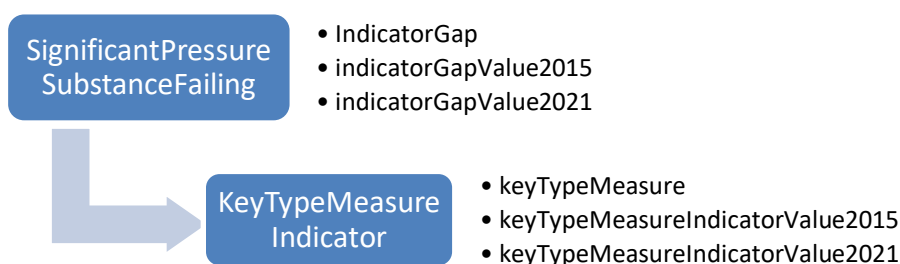 SignificantPressure
SubstanceFailing
• IndicatorGap
• indicatorGapValue2015
• indicatorGapValue2021
KeyTypeMeasure
Indicator
• keyTypeMeasure
• keyTypeMeasureIndicatorValue2015
• keyTypeMeasureIndicatorValue2021